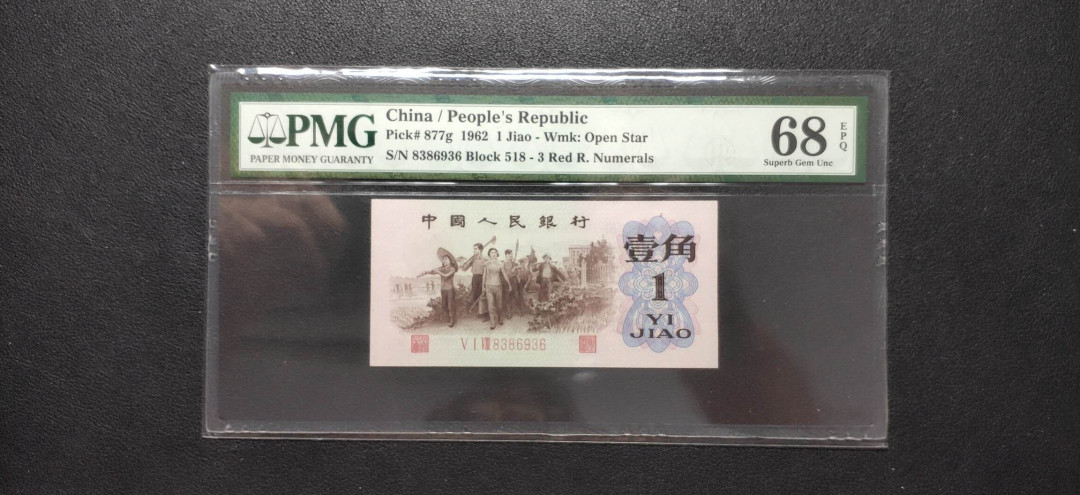 PMG
PAPER MONEY GUARANTY
China / People's Republic
Pick# 877g 1962 1 Jiao - Wmk: Open Star
S/N 8386936 Block 518 - 3 Red R. Numerals
68
EPQ
Superb Gem Unc
中國人民銀行
壹角
1
YI
JIAO
V I VIII 8386936